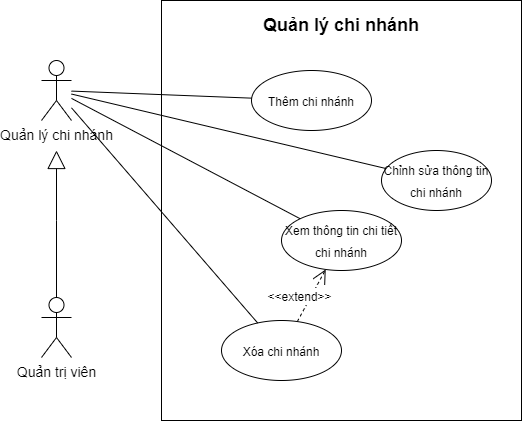 Quản lý chi nhánh
Thêm chi nhánh
Quản lý chi nhánh
Chỉnh sửa thông tin
chi nhánh
Xem thông tin chi tiết
chi nhánh
<<extend>>
Xóa chi nhánh
Quản trị viên